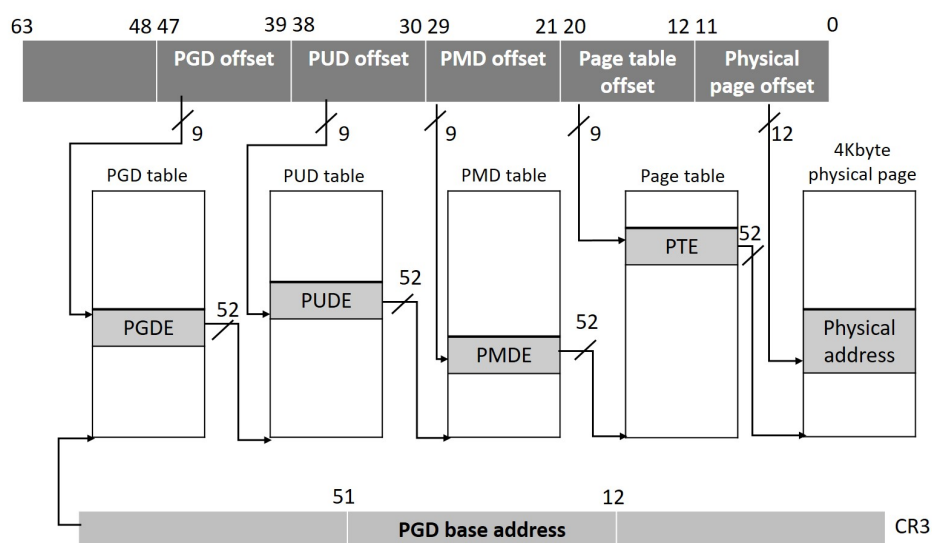 63 48 47 39 38 30 29 21 20 12 11 0
PGD offset PUD offset PMD offset Page table offset Physical page offset
9 9 9 9 12
PGD table PUD table PMD table Page table 4Kbyte physical page
PGDE 52 PUDE 52 PMDE 52 PTE 52 Physical address
51 12
PGD base address CR3